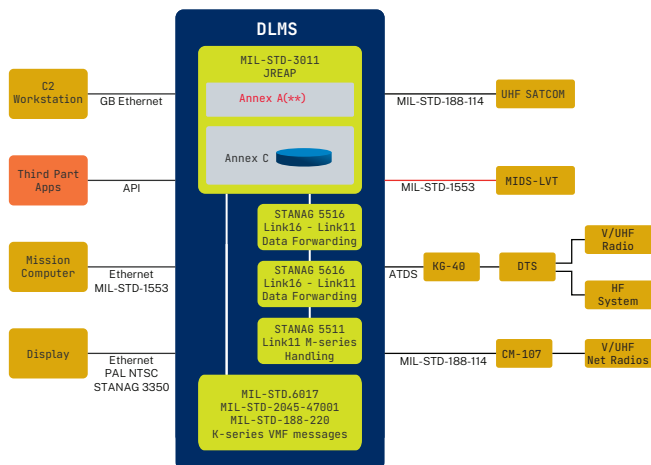 DLMS
MIL-STD-3011
JREAP
Annex A(**)
Annex C
STANAG 5516
Link16 - Link11
Data Forwarding
STANAG 5616
Link16 - Link11
Data Forwarding
STANAG 5511
Link11 M-series
Handling
MIL-STD.6017
MIL-STD-2045-47001
MIL-STD-188-220
K-series VMF messages
C2
Workstation
GB Ethernet
Third Part
Apps
API
Mission
Computer
Ethernet
MIL-STD-1553
Display
Ethernet
PAL NTSC
STANAG 3350
MIL-STD-188-114
UHF SATCOM
MIL-STD-1553
MIDS-LVT
ATDS
KG-40
DTS
V/UHF
Radio
HF
System
MIL-STD-188-114
CM-107
V/UHF
Net Radios